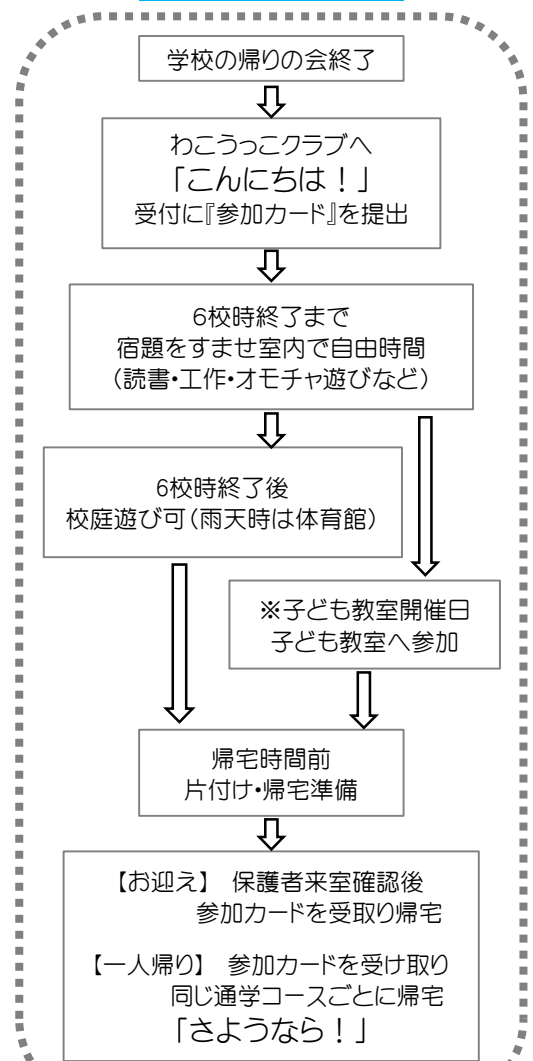 学校の帰りの会終了
わこうっこクラブへ
「こんにちは！」
受付に『参加カード』を提出
6校時終了まで
宿題をすませ室内で自由時間
（読書・工作・オモチャ遊びなど）
6校時終了後
校庭遊び可（雨天時は体育館）
※子ども教室開催日
子ども教室へ参加
帰宅時間前
片付け・帰宅準備
【お迎え】 保護者来室確認後
参加カードを受取り帰宅
【一人帰り】 参加カードを受け取り
同じ通学コースごとに帰宅
「さようなら！」